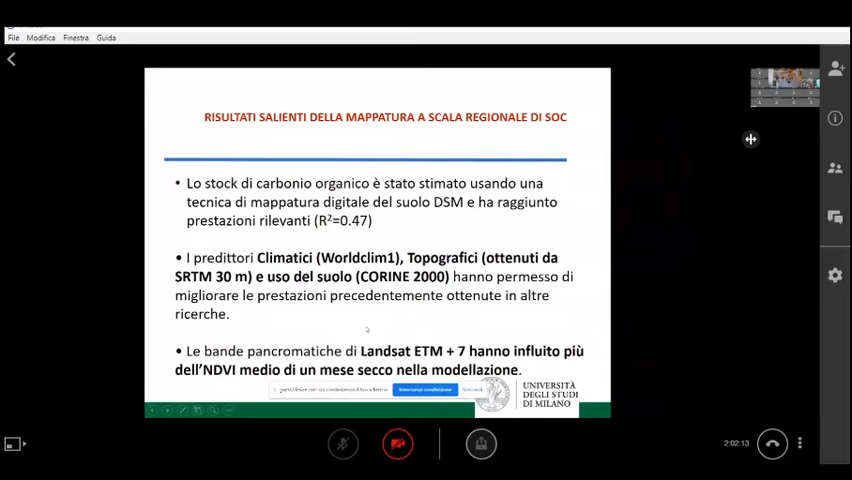 File Modifica Finestra Guida
RISULTATI SALIENTI DELLA MAPPATURA A SCALA REGIONALE DI SOC
• Lo stock di carbonio organico è stato stimato usando una
tecnica di mappatura digitale del suolo DSM e ha raggiunto
prestazioni rilevanti (R²=0.47)
• I predittori Climatici (Worldclim1), Topografici (ottenuti da
SRTM 30 m) e uso del suolo (CORINE 2000) hanno permesso di
migliorare le prestazioni precedentemente ottenute in altre
ricerche.
• Le bande pancromatiche di Landsat ETM + 7 hanno influito più
dell'NDVI medio di un mese secco nella modellazione.
Interrompi condivisione
UNIVERSITÀ
DEGLI STUDI
DI MILANO
2:02:13